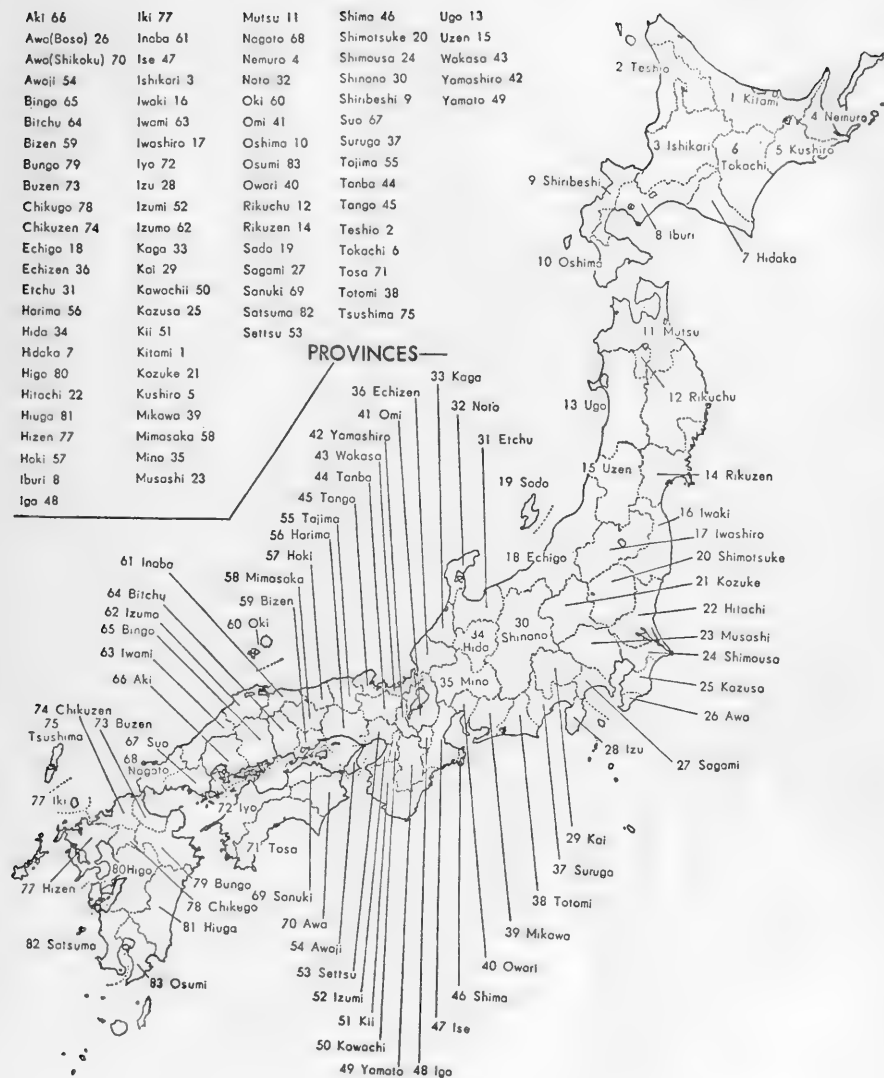 Aki 66
Awa(Boso) 26
Awa(Shikoku) 70
Awaji 54
Bingo 65
Bitchu 64
Bizen 59
Bungo 79
Buzen 73
Chikugo 78
Chikuzen 74
Echigo 18
Echizen 36
Etchu 31
Harima 56
Hida 34
Hidaka 7
Higo 80
Hitachi 22
Hiuga 81
Hizen 77
Hoki 57
Iburi 8
Iga 48
Iki 77
Inaba 61
Ise 47
Ishikari 3
Iwaki 16
Iwami 63
Iwashiro 17
Iyo 72
Izu 28
Izumi 52
Izumo 62
Kaga 33
Kai 29
Kawachii 50
Kazusa 25
Kii 51
Kitami 1
Kozuke 21
Kushiro 5
Mikawa 39
Mimasaka 58
Mino 35
Musashi 23
Mutsu 11
Nagato 68
Nemuro 4
Noto 32
Oki 60
Omi 41
Oshima 10
Osumi 83
Owari 40
Rikuchu 12
Rikuzen 14
Sado 19
Sagami 27
Sanuki 69
Satsuma 82
Settsu 53
Shima 46
Shimotsuke 20
Shimousa 24
Shinano 30
Shiribeshi 9
Suo 67
Suruga 37
Tajima 55
Tanba 44
Tango 45
Teshio 2
Tokachi 6
Tosa 71
Totomi 38
Tsushima 75
Ugo 13
Uzen 15
Wakasa 43
Yamashiro 42
Yamato 49
PROVINCES
2 Teshio
1 Kitami
4 Nemuro
3 Ishikari
6
Tokachi
5 Kushiro
9 Shiribeshi
8 Iburi
7 Hidaka
10 Oshima
11 Mutsu
12 Rikuchu
13 Ugo
15 Uzen
14 Rikuzen
19 Sado
16 Iwaki
17 Iwashiro
18 Echigo
20 Shimotsuke
21 Kozuke
22 Hitachi
23 Musashi
24 Shimousa
25 Kazusa
26 Awa
27 Sagami
28 Izu
33 Kaga
36 Echizen
32 Noto
41 Omi
31 Etchu
42 Yamashiro
43 Wakasa
44 Tanba
45 Tango
55 Tajima
56 Harima
57 Hoki
58 Mimasaka
59 Bizen
60 Oki
61 Inaba
64 Bitchu
62 Izumo
65 Bingo
63 Iwami
66 Aki
30
Shinano
34
Hida
35 Mino
74 Chikuzen
75
Tsushima
73 Buzen
67 Suo
68
Nagato
77 Iki
72 Iyo
71 Tosa
77 Hizen
80Higo
79 Bungo
78 Chikugo
81 Hiuga
82 Satsuma
83 Osumi
69 Sanuki
70 Awa
54 Awaji
53 Settsu
52 Izumi
51 Kii
50 Kawachi
49 Yamato
48 Iga
47 Ise
46 Shima
40 Owari
39 Mikawa
38 Totomi
37 Suruga
29 Kai